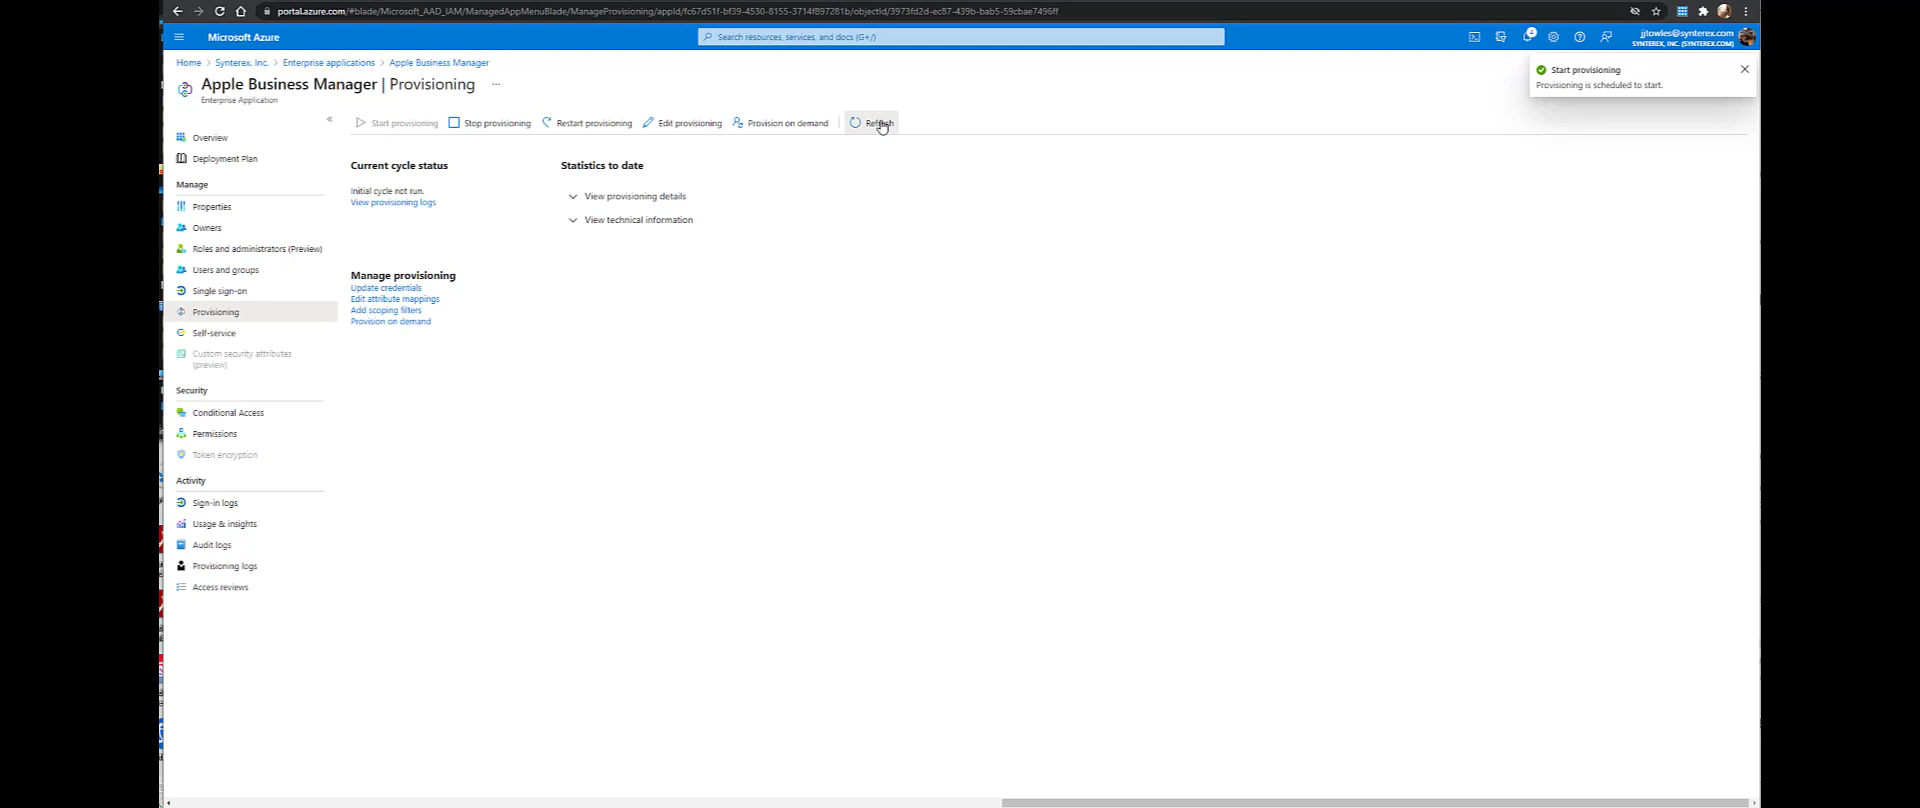 portal.azure.com/#blade/Microsoft_AAD_IAM/ManagedAppMenuBlade/ManageProvisioning/appId/fc67d51f-bf39-4530-8155-3714f897281b/objectId/3973fd2d-ec87-439b-bab5-59cbae7496ff
Microsoft Azure
Search resources, services, and docs (G+/)
4
jjtowles@synterex.com
SYNTEREX, INC. (SYNTEREX.COM)
Home > Synterex, Inc. > Enterprise applications > Apple Business Manager
Apple Business Manager | Provisioning ...
Enterprise Application
Start provisioning
Provisioning is scheduled to start.
«
Overview
Deployment Plan
Manage
Properties
Owners
Roles and administrators (Preview)
Users and groups
Single sign-on
Provisioning
Self-service
Custom security attributes
(preview)
Security
Conditional Access
Permissions
Token encryption
Activity
Sign-in logs
Usage & insights
Audit logs
Provisioning logs
Access reviews
Start provisioning Stop provisioning Restart provisioning Edit provisioning Provision on demand Refresh
Current cycle status
Initial cycle not run.
View provisioning logs
Statistics to date
View provisioning details
View technical information
Manage provisioning
Update credentials
Edit attribute mappings
Add scoping filters
Provision on demand